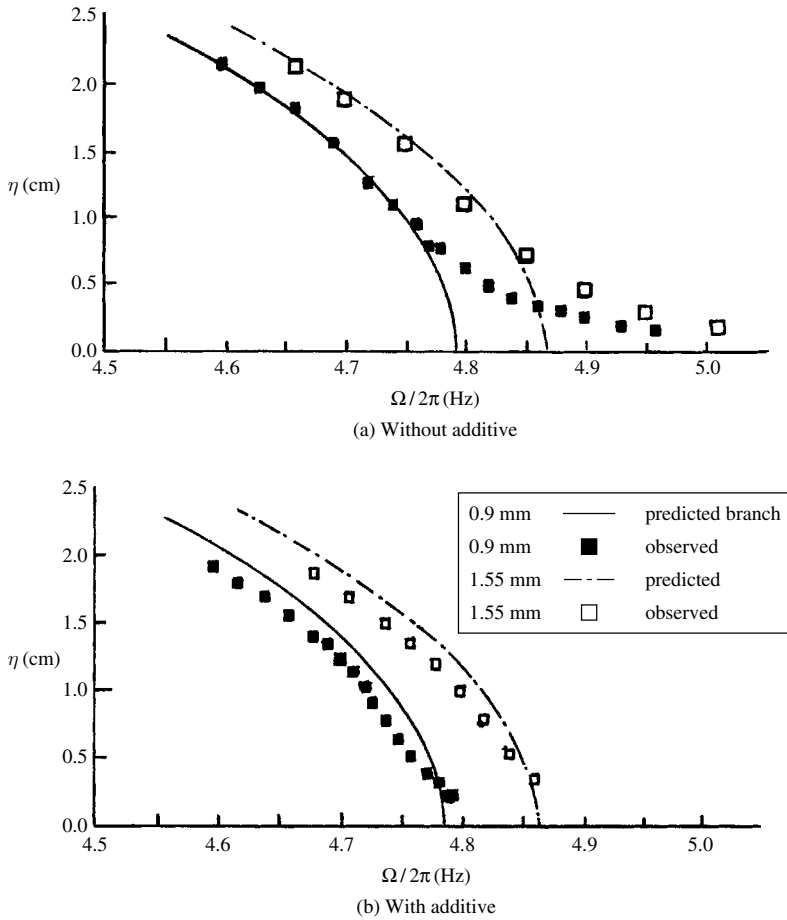 2.5
2.0
1.5
η (cm)
1.0
0.5
0.0
4.5 4.6 4.7 4.8 4.9 5.0
Ω / 2π (Hz)
(a) Without additive
2.5
2.0
1.5
η (cm)
1.0
0.5
0.0
0.9 mm predicted branch
0.9 mm observed
1.55 mm predicted
1.55 mm observed
4.5 4.6 4.7 4.8 4.9 5.0
Ω / 2π (Hz)
(b) With additive